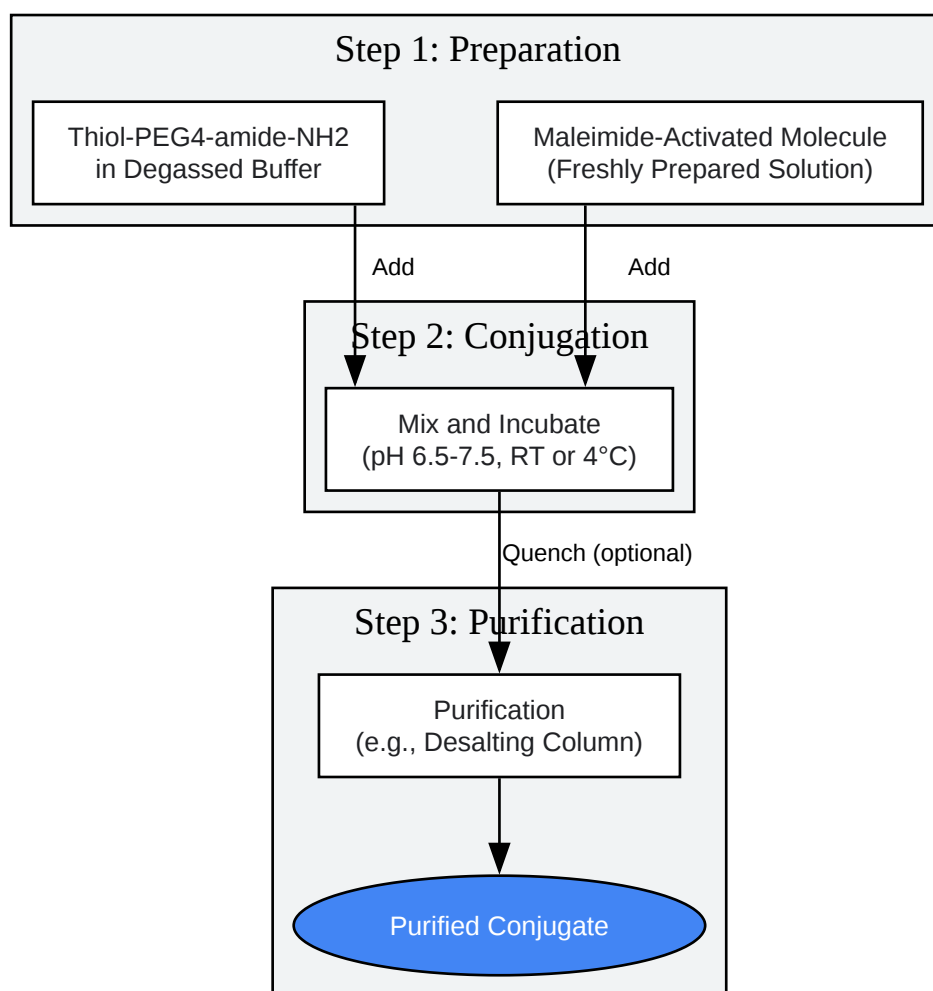 Step 1: Preparation
Thiol-PEG4-amide-NH2
in Degassed Buffer
Maleimide-Activated Molecule
(Freshly Prepared Solution)
Add
Add
Step 2: Conjugation
Mix and Incubate
(pH 6.5-7.5, RT or 4°C)
Quench (optional)
Step 3: Purification
Purification
(e.g., Desalting Column)
Purified Conjugate